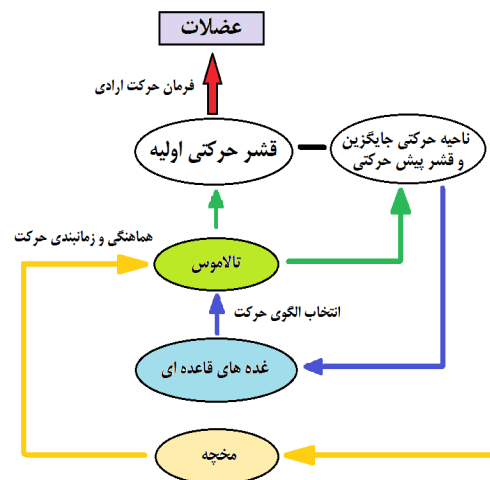 عضلات
فرمان حرکت ارادی
قشر حرکتی اولیه
ناحیه حرکتی جایگزین
و قشر پیش حرکتی
هماهنگی و زمانبندی حرکت
تالاموس
انتخاب الگوی حرکت
غده های قاعده ای
مخچه